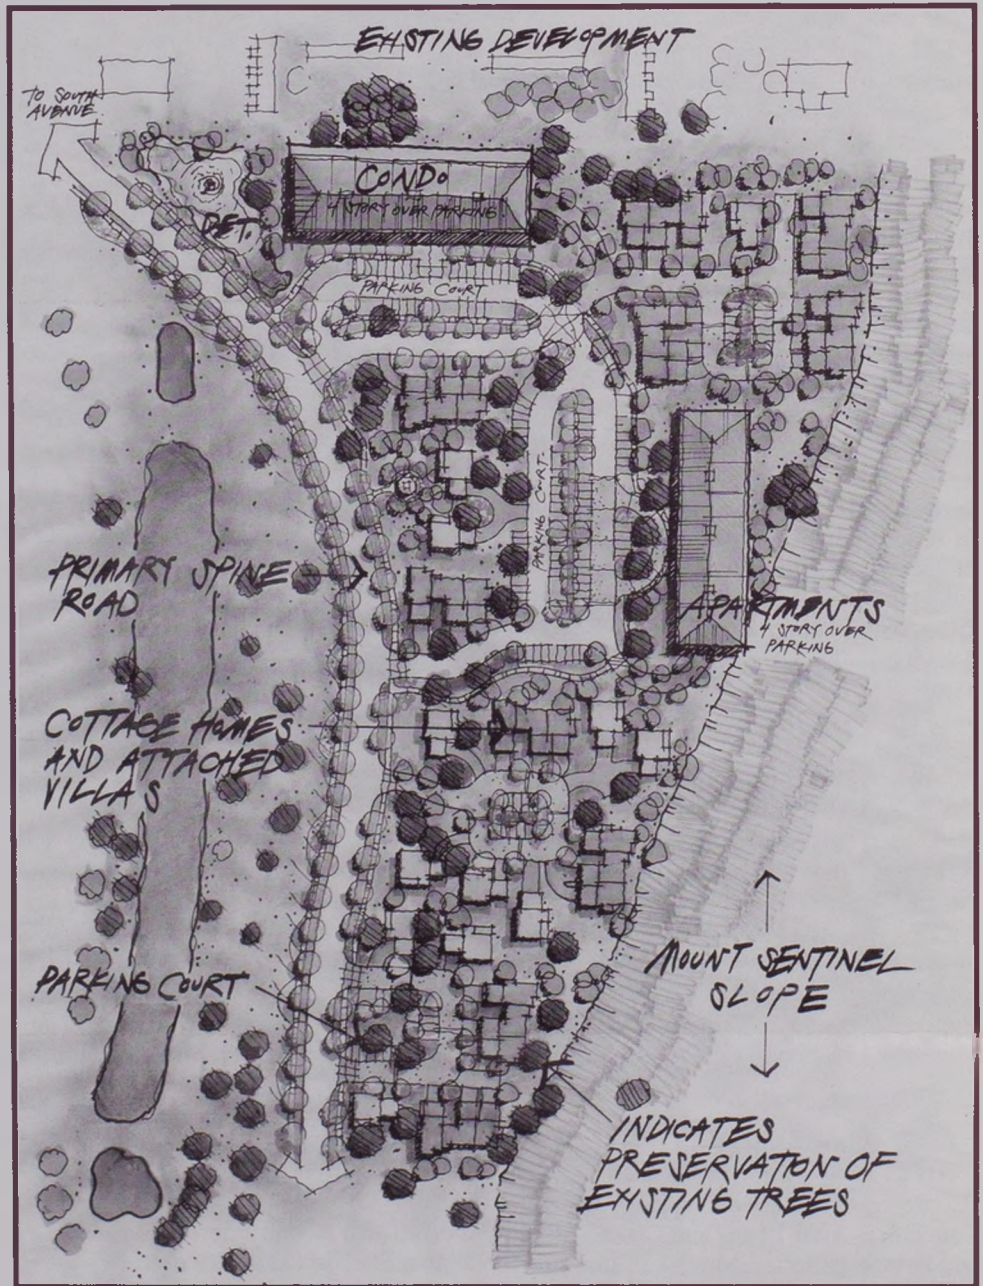 EXISTING DEVELOPMENT
TO SOUTH
AVENUE
CONDO
4 STORY OVER PARKING
DET.
PARKING COURT
PARKING COURT
PRIMARY SPINE
ROAD
APARTMENTS
4 STORY OVER
PARKING
COTTAGE HOMES
AND ATTACHED
VILLAS
PARKING COURT
MOUNT SENTINEL
SLOPE
INDICATES
PRESERVATION OF
EXISTING TREES